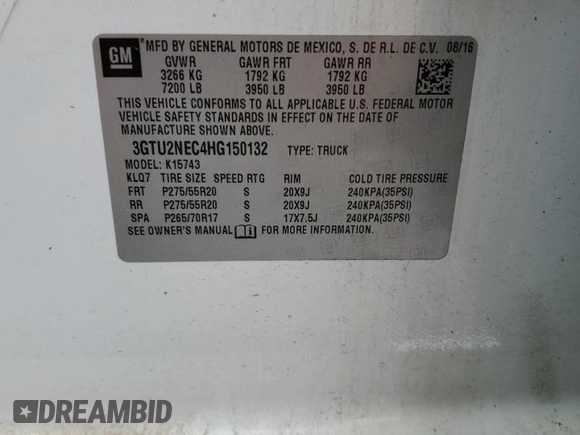 GM MFD BY GENERAL MOTORS DE MEXICO, S. DE R.L. DE C.V. 08/16
GVWR GAWR FRT GAWR RR
3266 KG 1792 KG 1792 KG
7200 LB 3950 LB 3950 LB
THIS VEHICLE CONFORMS TO ALL APPLICABLE U.S. FEDERAL MOTOR
VEHICLE SAFETY STANDARDS IN EFFECT ON THE DATE OF
MANUFACTURE SHOWN ABOVE.
3GTU2NEC4HG150132 TYPE: TRUCK
MODEL: K15743
KLQ7 TIRE SIZE SPEED RTG RIM COLD TIRE PRESSURE
FRT P275/55R20 S 20X9J 240KPA(35PSI)
RR P275/55R20 S 20X9J 240KPA(35PSI)
SPA P265/70R17 S 17X7.5J 240KPA(35PSI)
SEE OWNER'S MANUAL FOR MORE INFORMATION.
DREAMBID